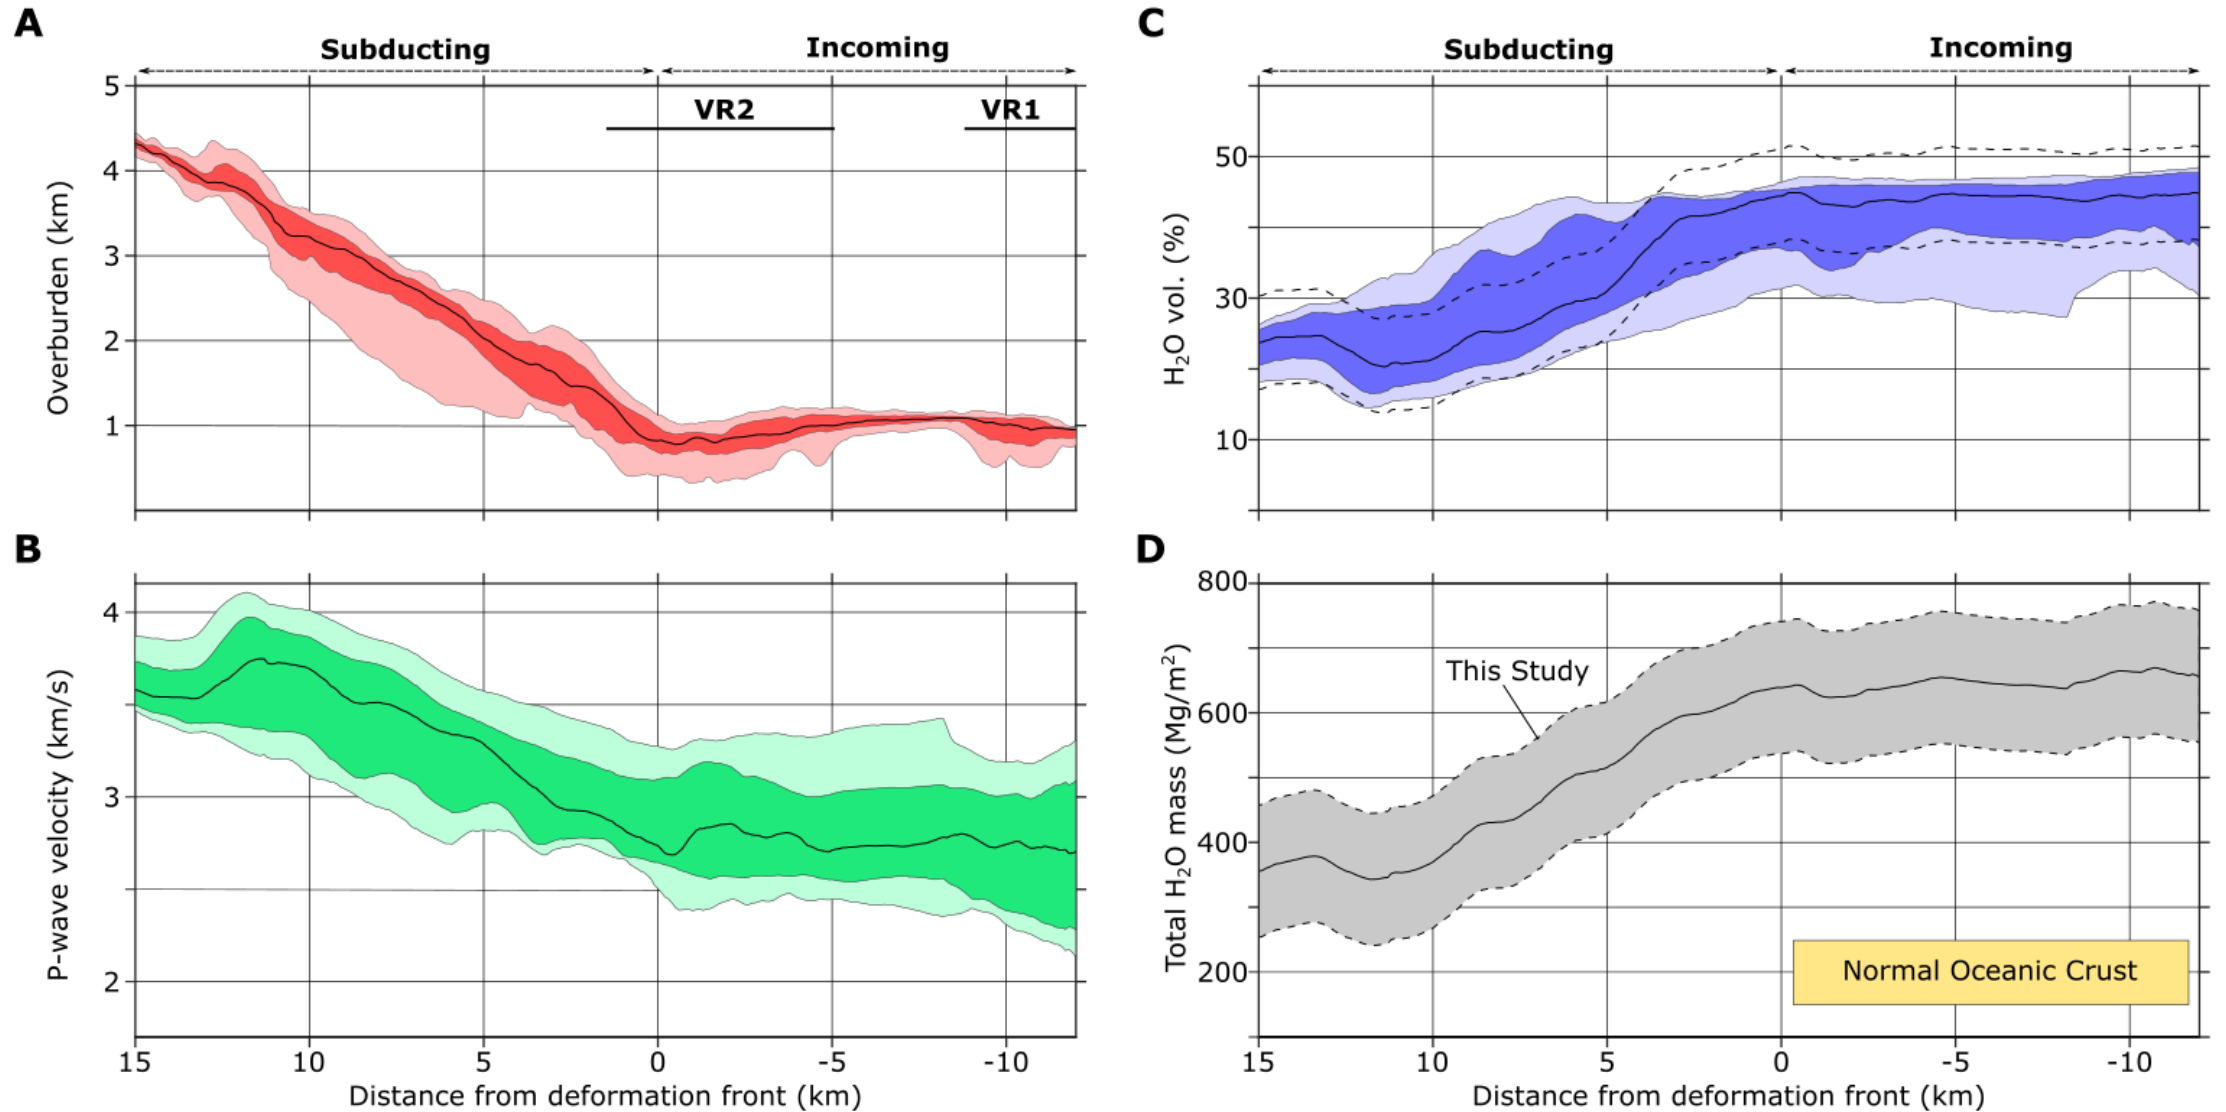 A
Subducting
Incoming
5
4
3
2
1
VR2
VR1
Overburden (km)
B
4
3
2
P-wave velocity (km/s)
15
10
5
0
-5
-10
Distance from deformation front (km)
C
Subducting
Incoming
50
30
10
H₂O vol. (%)
D
800
600
400
200
Total H₂O mass (Mg/m²)
This Study
Normal Oceanic Crust
15
10
5
0
-5
-10
Distance from deformation front (km)